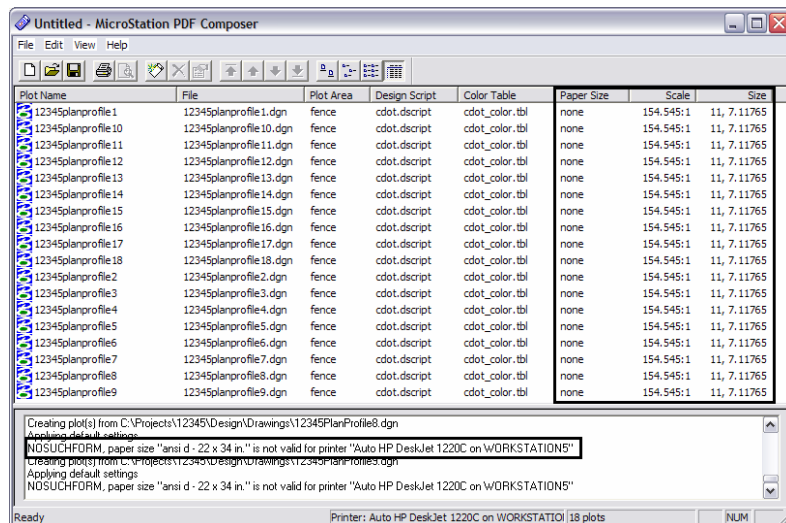 Untitled - MicroStation PDF Composer
File Edit View Help
Plot Name File Plot Area Design Script Color Table Paper Size Scale Size
12345planprofile1 12345planprofile1.dgn fence cdot.dscript cdot_color.tbl none 154.545:1 11, 7.11765
12345planprofile10 12345planprofile10.dgn fence cdot.dscript cdot_color.tbl none 154.545:1 11, 7.11765
12345planprofile11 12345planprofile11.dgn fence cdot.dscript cdot_color.tbl none 154.545:1 11, 7.11765
12345planprofile12 12345planprofile12.dgn fence cdot.dscript cdot_color.tbl none 154.545:1 11, 7.11765
12345planprofile13 12345planprofile13.dgn fence cdot.dscript cdot_color.tbl none 154.545:1 11, 7.11765
12345planprofile14 12345planprofile14.dgn fence cdot.dscript cdot_color.tbl none 154.545:1 11, 7.11765
12345planprofile15 12345planprofile15.dgn fence cdot.dscript cdot_color.tbl none 154.545:1 11, 7.11765
12345planprofile16 12345planprofile16.dgn fence cdot.dscript cdot_color.tbl none 154.545:1 11, 7.11765
12345planprofile17 12345planprofile17.dgn fence cdot.dscript cdot_color.tbl none 154.545:1 11, 7.11765
12345planprofile18 12345planprofile18.dgn fence cdot.dscript cdot_color.tbl none 154.545:1 11, 7.11765
12345planprofile2 12345planprofile2.dgn fence cdot.dscript cdot_color.tbl none 154.545:1 11, 7.11765
12345planprofile3 12345planprofile3.dgn fence cdot.dscript cdot_color.tbl none 154.545:1 11, 7.11765
12345planprofile4 12345planprofile4.dgn fence cdot.dscript cdot_color.tbl none 154.545:1 11, 7.11765
12345planprofile5 12345planprofile5.dgn fence cdot.dscript cdot_color.tbl none 154.545:1 11, 7.11765
12345planprofile6 12345planprofile6.dgn fence cdot.dscript cdot_color.tbl none 154.545:1 11, 7.11765
12345planprofile7 12345planprofile7.dgn fence cdot.dscript cdot_color.tbl none 154.545:1 11, 7.11765
12345planprofile8 12345planprofile8.dgn fence cdot.dscript cdot_color.tbl none 154.545:1 11, 7.11765
12345planprofile9 12345planprofile9.dgn fence cdot.dscript cdot_color.tbl none 154.545:1 11, 7.11765
Creating plot(s) from C:\Projects\12345\Design\Drawings\12345PlanProfile8.dgn
Applying default settings
NOSUCHFORM, paper size "ansi d - 22 x 34 in." is not valid for printer "Auto HP DeskJet 1220C on WORKSTATION5"
Creating plot(s) from C:\Projects\12345\Design\Drawings\12345PlanProfile9.dgn
Applying default settings
NOSUCHFORM, paper size "ansi d - 22 x 34 in." is not valid for printer "Auto HP DeskJet 1220C on WORKSTATION5"
Ready Printer: Auto HP DeskJet 1220C on WORKSTATIO 18 plots NUM